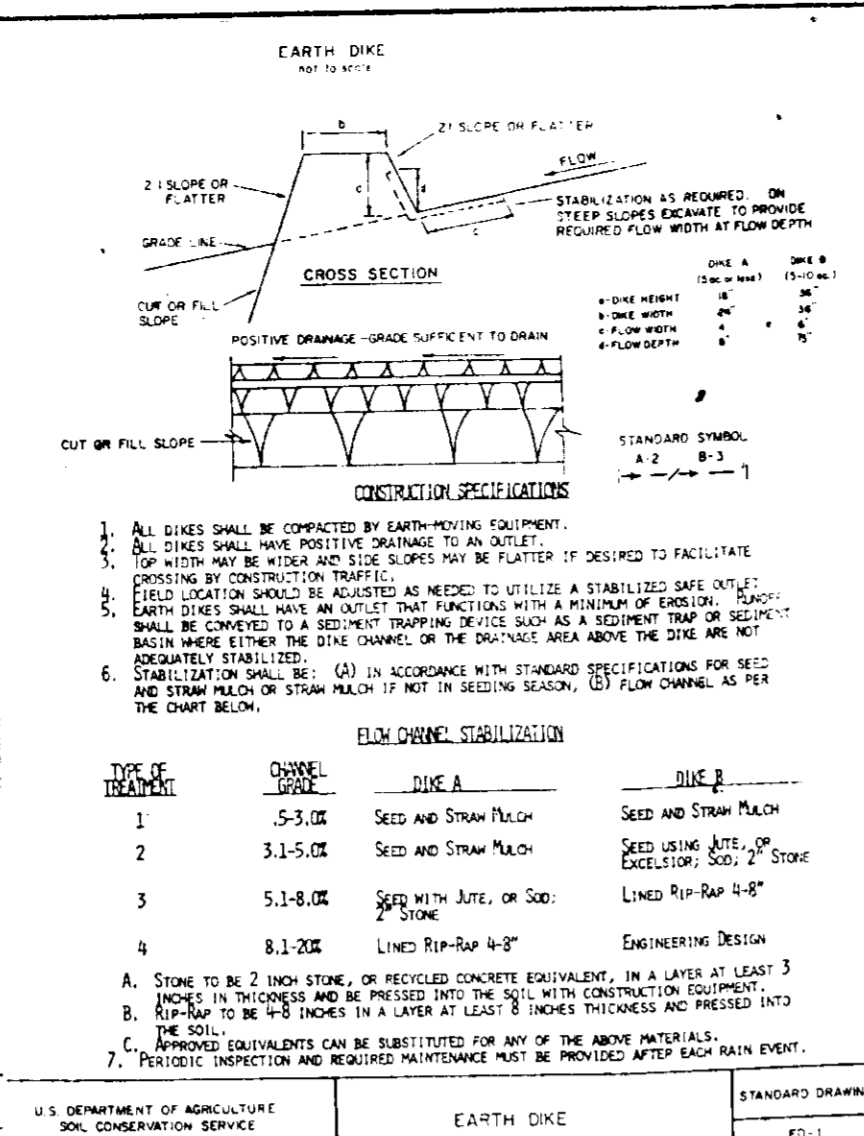 EARTH DIKE
not to scale
b
2:1 SLOPE OR FLATTER
FLOW
2:1 SLOPE OR
FLATTER
d
STABILIZATION AS REQUIRED. ON
STEEP SLOPES EXCAVATE TO PROVIDE
REQUIRED FLOW WIDTH AT FLOW DEPTH
c
GRADE LINE
CROSS SECTION
CUT OR FILL
SLOPE
DIKE A DIKE B
(5 ac. or less) (5-10 ac.)
a-DIKE HEIGHT 18" 36"
b-DIKE WIDTH 24" 36"
c-FLOW WIDTH 4' 6'
d-FLOW DEPTH 8"
POSITIVE DRAINAGE-GRADE SUFFICENT TO DRAIN
CUT OR FILL SLOPE
STANDARD SYMBOL
A-2 B-3
CONSTRUCTION SPECIFICATIONS
1. ALL DIKES SHALL BE COMPACTED BY EARTH-MOVING EQUIPMENT.
2. ALL DIKES SHALL HAVE POSITIVE DRAINAGE TO AN OUTLET.
3. TOP WIDTH MAY BE WIDER AND SIDE SLOPES MAY BE FLATTER IF DESIRED TO FACILITATE
CROSSING BY CONSTRUCTION TRAFFIC.
4. FIELD LOCATION SHOULD BE ADJUSTED AS NEEDED TO UTILIZE A STABILIZED SAFE OUTLET.
5. EARTH DIKES SHALL HAVE AN OUTLET THAT FUNCTIONS WITH A MINIMUM OF EROSION. RUNOFF
SHALL BE CONVEYED TO A SEDIMENT TRAPPING DEVICE SUCH AS A SEDIMENT TRAP OR SEDIMENT
BASIN WHERE EITHER THE DIKE CHANNEL OR THE DRAINAGE AREA ABOVE THE DIKE ARE NOT
ADEQUATELY STABILIZED.
6. STABILIZATION SHALL BE: (A) IN ACCORDANCE WITH STANDARD SPECIFICATIONS FOR SEED
AND STRAW MULCH OR STRAW MULCH IF NOT IN SEEDING SEASON, (B) FLOW CHANNEL AS PER
THE CHART BELOW.
FLOW CHANNEL STABILIZATION
TYPE OF TREATMENT CHANNEL GRADE DIKE A DIKE B
1 .5-3.0% SEED AND STRAW MULCH SEED AND STRAW MULCH
2 3.1-5.0% SEED AND STRAW MULCH SEED USING JUTE, OR
EXCELSIOR; SOD; 2" STONE
3 5.1-8.0% SEED WITH JUTE, OR SOD; LINED RIP-RAP 4-8"
2" STONE
4 8.1-20% LINED RIP-RAP 4-8" ENGINEERING DESIGN
A. STONE TO BE 2 INCH STONE, OR RECYCLED CONCRETE EQUIVALENT, IN A LAYER AT LEAST 3
INCHES IN THICKNESS AND BE PRESSED INTO THE SOIL WITH CONSTRUCTION EQUIPMENT.
B. RIP-RAP TO BE 4-8 INCHES IN A LAYER AT LEAST 8 INCHES THICKNESS AND PRESSED INTO
THE SOIL.
C. APPROVED EQUIVALENTS CAN BE SUBSTITUTED FOR ANY OF THE ABOVE MATERIALS.
7. PERIODIC INSPECTION AND REQUIRED MAINTENANCE MUST BE PROVIDED AFTER EACH RAIN EVENT.
U.S. DEPARTMENT OF AGRICULTURE
SOIL CONSERVATION SERVICE
EARTH DIKE
STANDARD DRAWIN
ED-1